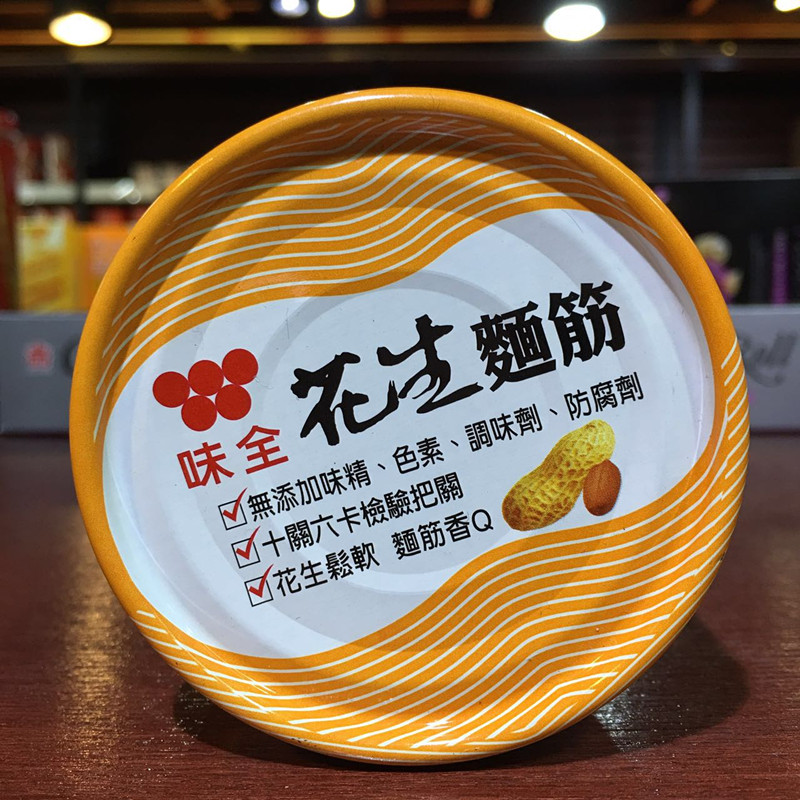 花生麵筋
味全
無添加味精、色素、調味劑、防腐劑
十關六卡檢驗把關
花生鬆軟 麵筋香Q
Roll